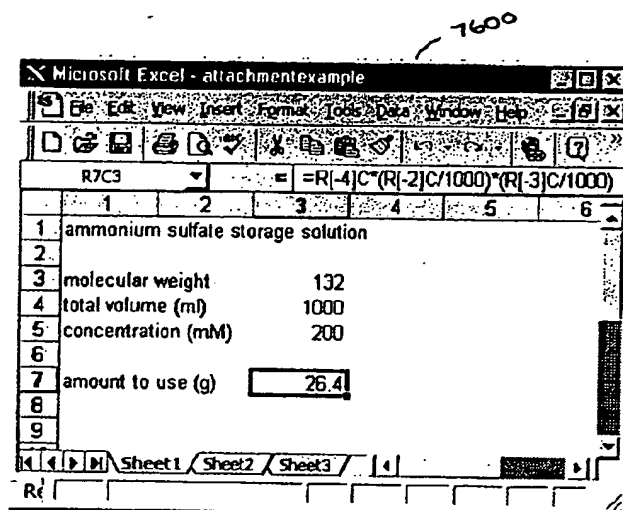 7600
Microsoft Excel - attachmentexample
File Edit View Insert Format Tools Data Window Help
R7C3 = =R[-4]C*(R[-2]C/1000)*(R[-3]C/1000)
1 2 3 4 5 6
1 ammonium sulfate storage solution
2
3 molecular weight 132
4 total volume (ml) 1000
5 concentration (mM) 200
6
7 amount to use (g) 26.4
8
9
Sheet1 Sheet2 Sheet3